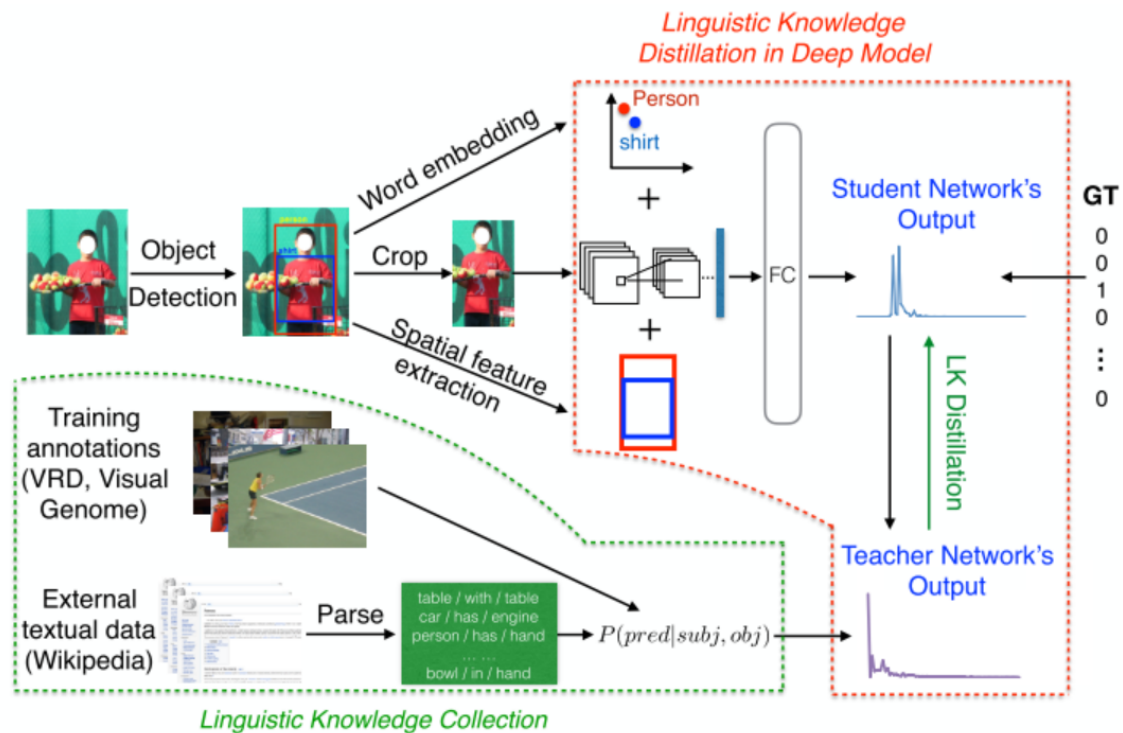 Linguistic Knowledge
Distillation in Deep Model
Person
shirt
Word embedding
Student Network's
Output
GT
0
0
1
0
...
0
person
shirt
Object
Detection
Crop
+
...
FC
+
Spatial feature
extraction
LK Distillation
Training
annotations
(VRD, Visual
Genome)
Teacher Network's
Output
External
textual data
(Wikipedia)
Parse
table / with / table
car / has / engine
person / has / hand
... ...
bowl / in / hand
P(pred|subj, obj)
Linguistic Knowledge Collection